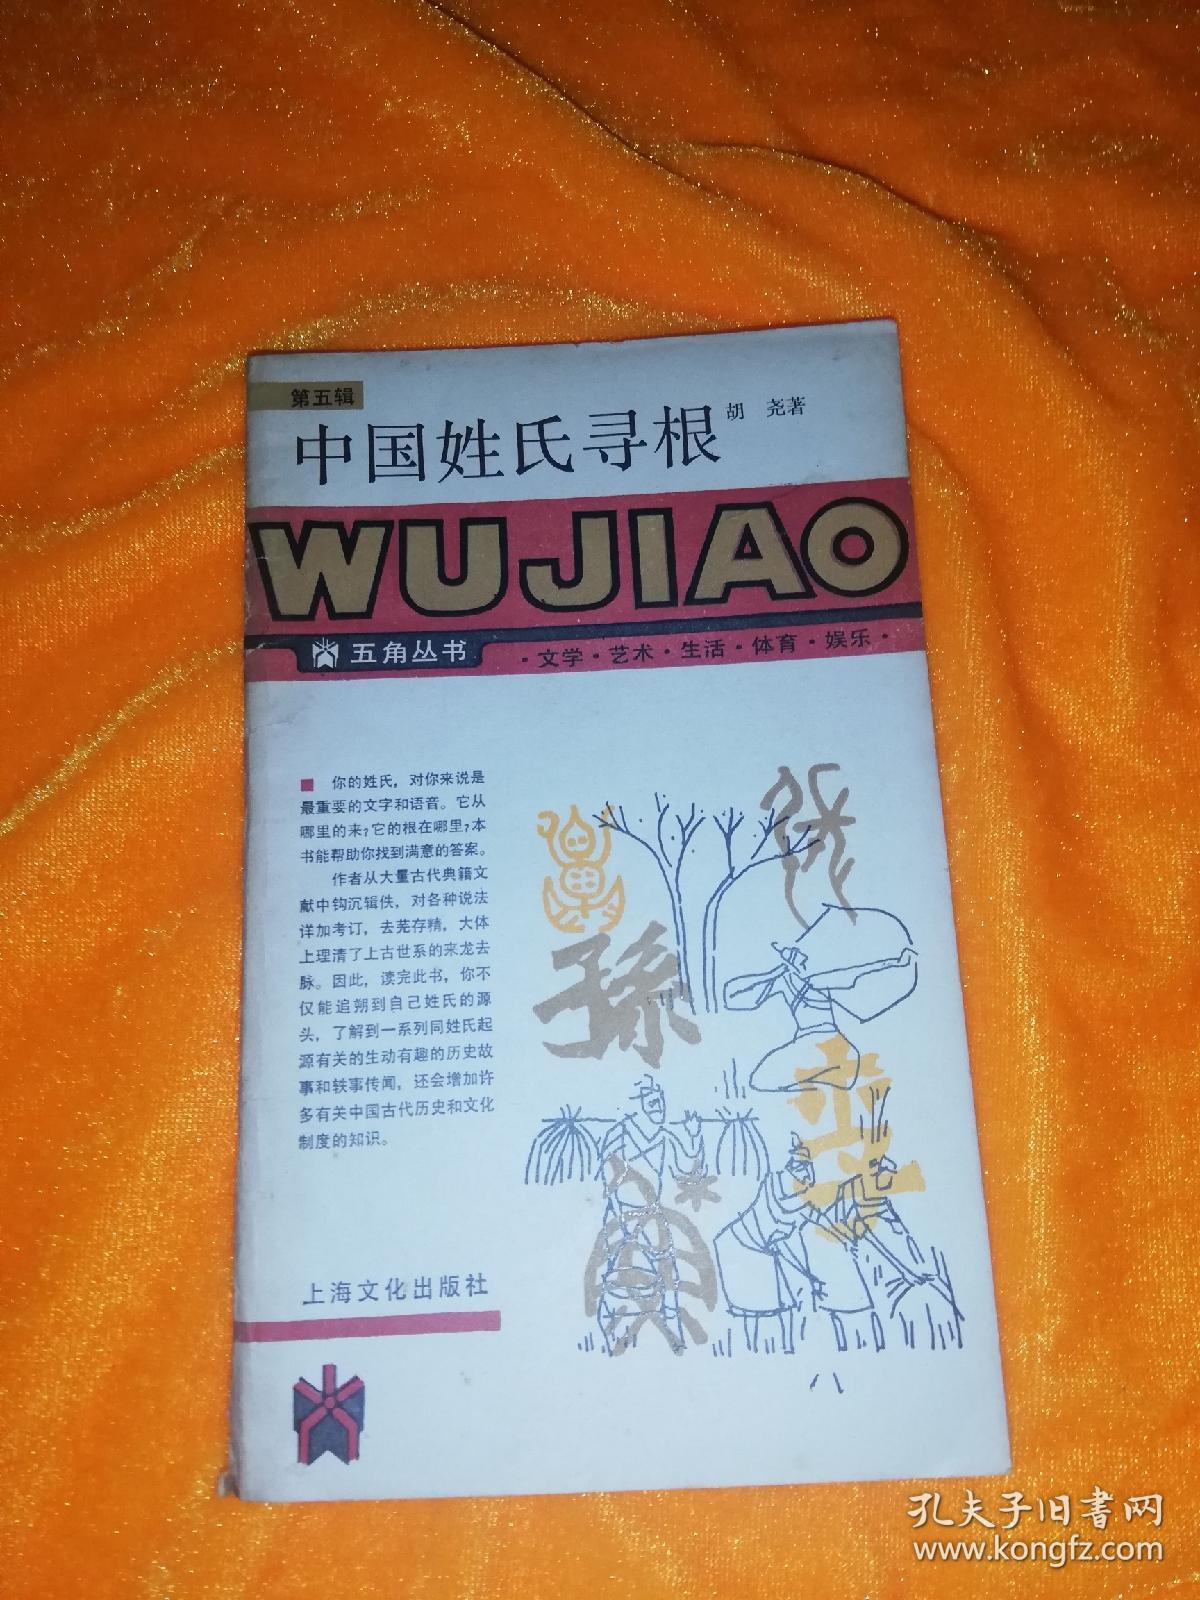 第五辑
中国姓氏寻根 胡 尧著
WUJIAO
五角丛书 ·文学·艺术·生活·体育·娱乐·
你的姓氏，对你来说是
最重要的文字和语音。它从
哪里的来？它的根在哪里？本
书能帮助你找到满意的答案。
作者从大量古代典籍文
献中钩沉辑佚，对各种说法
详加考订，去芜存精，大体
上理清了上古世系的来龙去
脉。因此，读完此书，你不
仅能追朔到自己姓氏的源
头，了解到一系列同姓氏起
源有关的生动有趣的历史故
事和轶事传闻，还会增加许
多有关中国古代历史和文化
制度的知识。
孫
上海文化出版社
孔夫子旧書网
www.kongfz.com